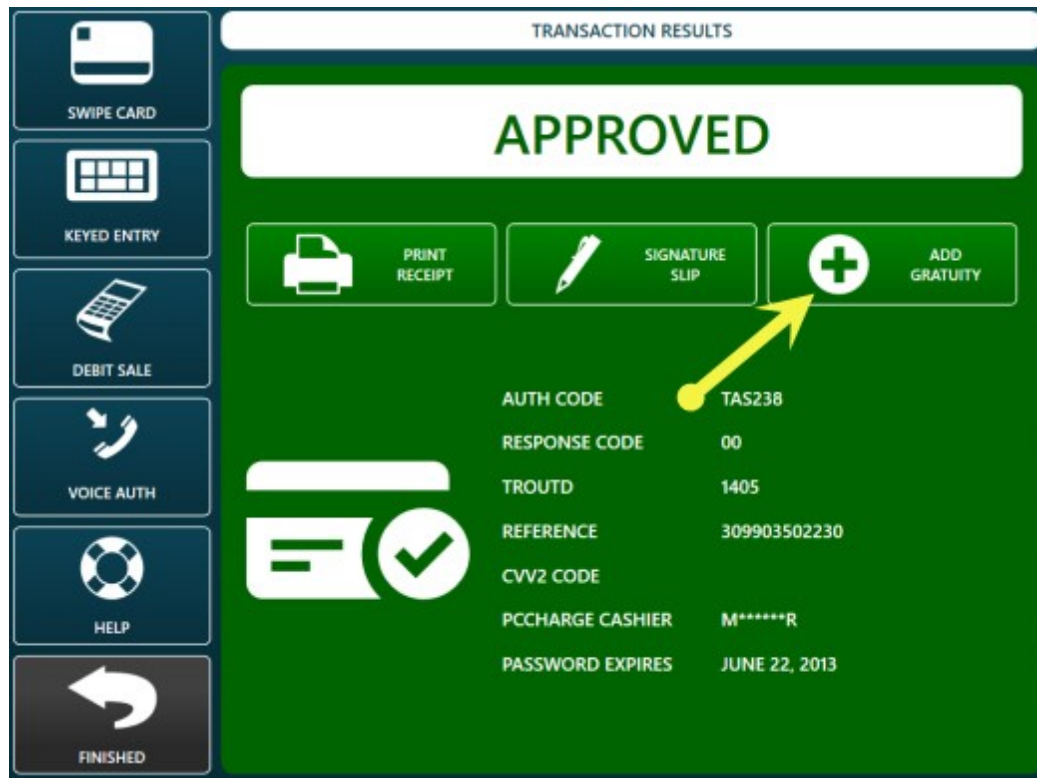 SWIPE CARD
KEYED ENTRY
DEBIT SALE
VOICE AUTH
HELP
FINISHED
TRANSACTION RESULTS
APPROVED
PRINT
RECEIPT
SIGNATURE
SLIP
ADD
GRATUITY
AUTH CODE TAS238
RESPONSE CODE 00
TROUTD 1405
REFERENCE 309903502230
CVV2 CODE
PCCHARGE CASHIER M******R
PASSWORD EXPIRES JUNE 22, 2013